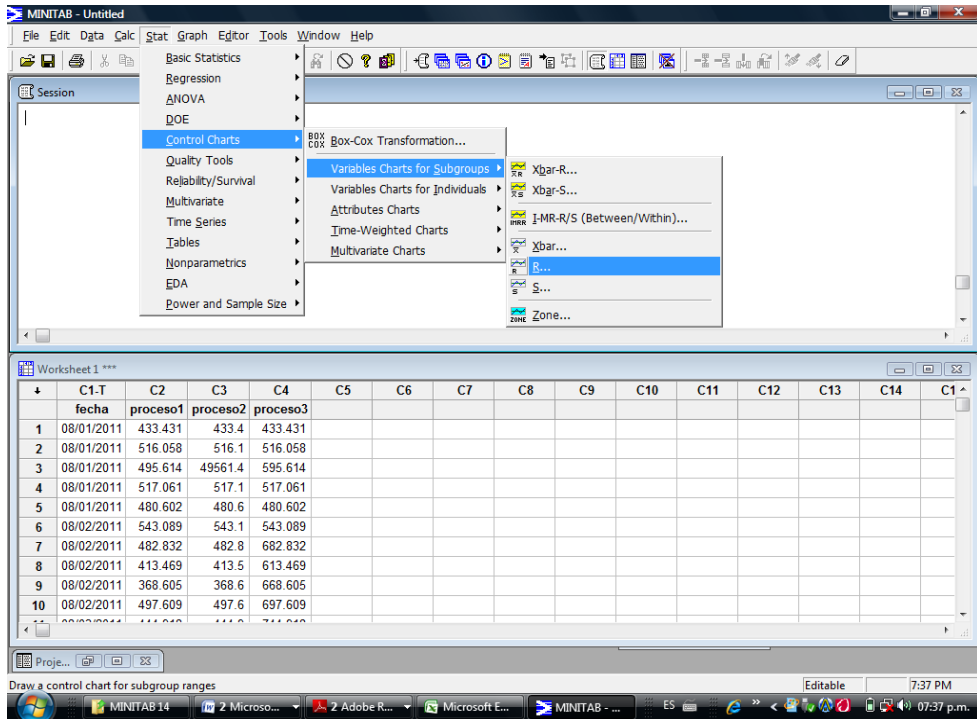 MINITAB - Untitled
File Edit Data Calc Stat Graph Editor Tools Window Help
Session
Basic Statistics
Regression
ANOVA
DOE
Control Charts
Quality Tools
Reliability/Survival
Multivariate
Time Series
Tables
Nonparametrics
EDA
Power and Sample Size
BOX COX Box-Cox Transformation...
Variables Charts for Subgroups
Variables Charts for Individuals
Attributes Charts
Time-Weighted Charts
Multivariate Charts
Xbar-R...
Xbar-S...
I-MR-R/S (Between/Within)...
Xbar...
R...
S...
ZONE Zone...
Worksheet 1 ***
C1-T C2 C3 C4 C5 C6 C7 C8 C9 C10 C11 C12 C13 C14 C1
fecha proceso1 proceso2 proceso3
1 08/01/2011 433.431 433.4 433.431
2 08/01/2011 516.058 516.1 516.058
3 08/01/2011 495.614 49561.4 595.614
4 08/01/2011 517.061 517.1 517.061
5 08/01/2011 480.602 480.6 480.602
6 08/02/2011 543.089 543.1 543.089
7 08/02/2011 482.832 482.8 682.832
8 08/02/2011 413.469 413.5 613.469
9 08/02/2011 368.605 368.6 668.605
10 08/02/2011 497.609 497.6 697.609
Proje...
Draw a control chart for subgroup ranges Editable 7:37 PM
MINITAB 14 2 Microso... 2 Adobe R... Microsoft E... MINITAB - ... ES 07:37 p.m.